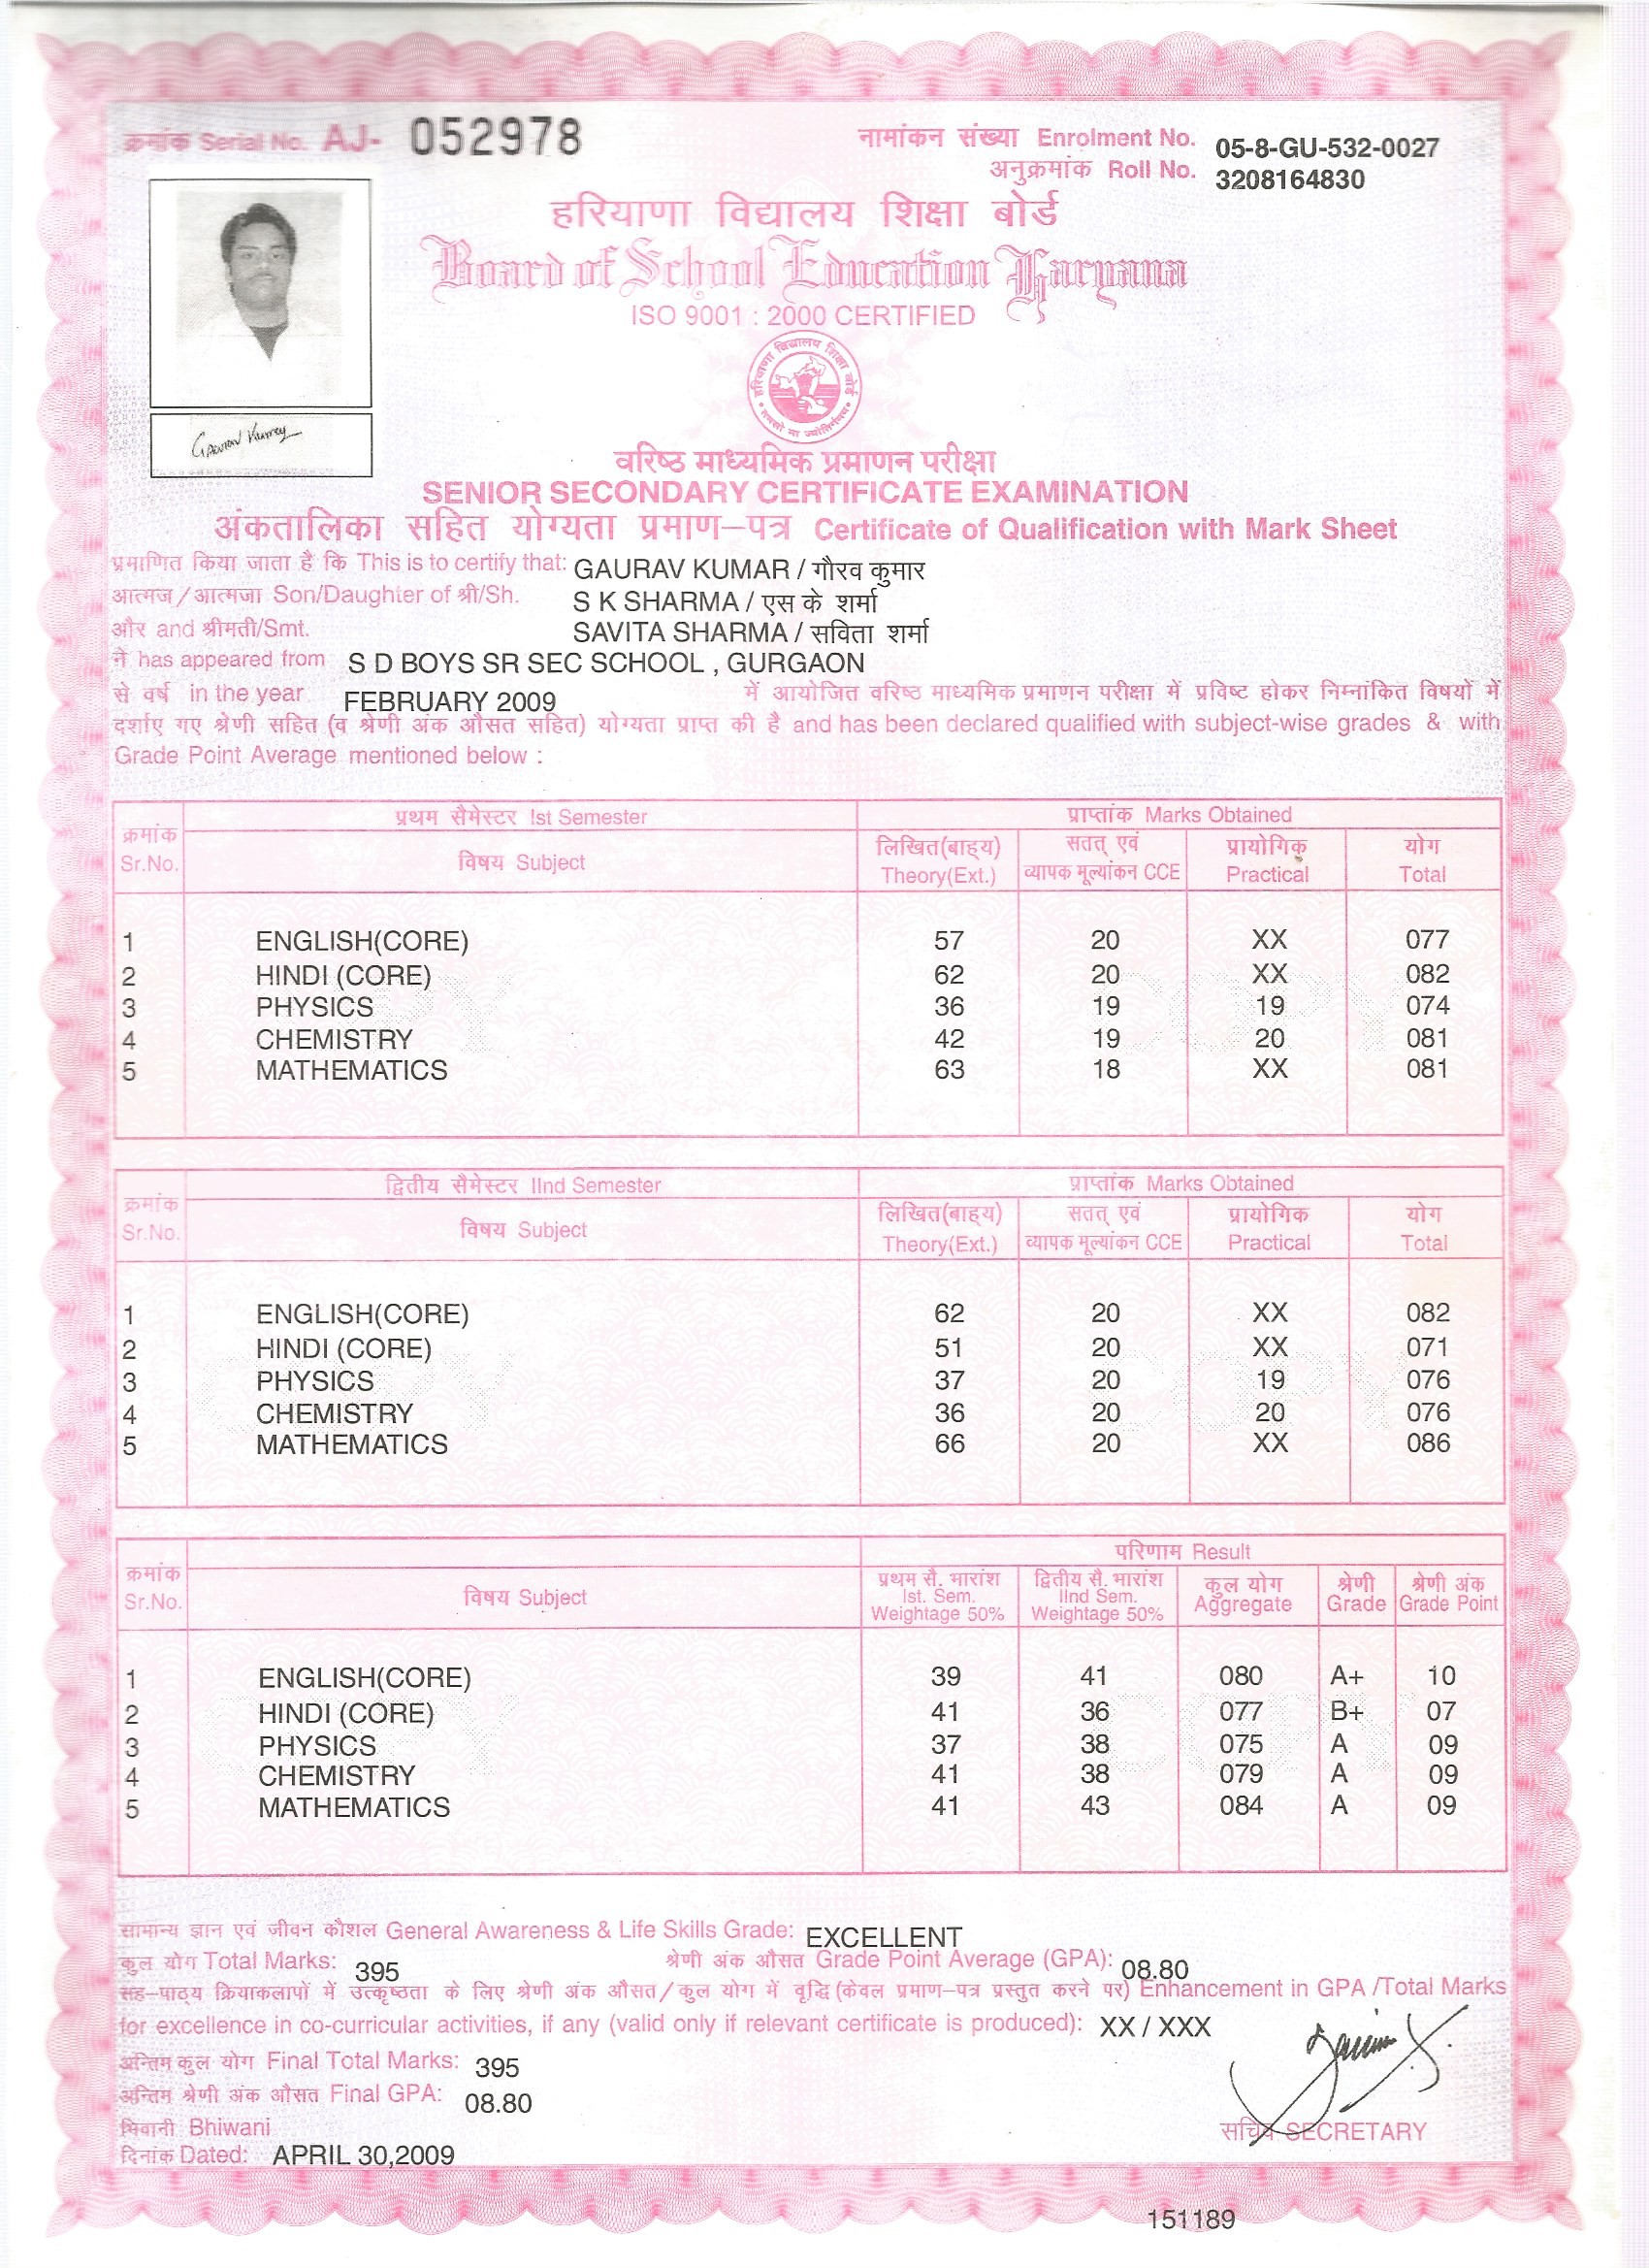 क्रमांक Serial No. AJ- 052978
नामांकन संख्या Enrolment No. 05-8-GU-532-0027
अनुक्रमांक Roll No. 3208164830
हरियाणा विद्यालय शिक्षा बोर्ड
Board of School Education Haryana
ISO 9001 : 2000 CERTIFIED
हरियाणा विद्यालय शिक्षा बोर्ड
तमसो मा ज्योतिर्गमय
Gaurav Kumar
वरिष्ठ माध्यमिक प्रमाणन परीक्षा
SENIOR SECONDARY CERTIFICATE EXAMINATION
अंकतालिका सहित योग्यता प्रमाण–पत्र Certificate of Qualification with Mark Sheet
प्रमाणित किया जाता है कि This is to certify that: GAURAV KUMAR / गौरव कुमार
आत्मज/आत्मजा Son/Daughter of श्री/Sh. S K SHARMA / एस के शर्मा
और and श्रीमती/Smt. SAVITA SHARMA / सविता शर्मा
ने has appeared from S D BOYS SR SEC SCHOOL , GURGAON
से वर्ष in the year FEBRUARY 2009 में आयोजित वरिष्ठ माध्यमिक प्रमाणन परीक्षा में प्रविष्ट होकर निम्नांकित विषयों में
दर्शाए गए श्रेणी सहित (व श्रेणी अंक औसत सहित) योग्यता प्राप्त की है and has been declared qualified with subject-wise grades & with
Grade Point Average mentioned below :
क्रमांक Sr.No. प्रथम सैमेस्टर Ist Semester प्राप्तांक Marks Obtained
विषय Subject लिखित(बाह्य) Theory(Ext.) सतत् एवं व्यापक मूल्यांकन CCE प्रायोगिक Practical योग Total
1 ENGLISH(CORE) 57 20 XX 077
2 HINDI (CORE) 62 20 XX 082
3 PHYSICS 36 19 19 074
4 CHEMISTRY 42 19 20 081
5 MATHEMATICS 63 18 XX 081
क्रमांक Sr.No. द्वितीय सैमेस्टर IInd Semester प्राप्तांक Marks Obtained
विषय Subject लिखित(बाह्य) Theory(Ext.) सतत् एवं व्यापक मूल्यांकन CCE प्रायोगिक Practical योग Total
1 ENGLISH(CORE) 62 20 XX 082
2 HINDI (CORE) 51 20 XX 071
3 PHYSICS 37 20 19 076
4 CHEMISTRY 36 20 20 076
5 MATHEMATICS 66 20 XX 086
क्रमांक Sr.No. विषय Subject परिणाम Result
प्रथम सै. भारांश Ist. Sem. Weightage 50% द्वितीय सै. भारांश IInd Sem. Weightage 50% कुल योग Aggregate श्रेणी Grade श्रेणी अंक Grade Point
1 ENGLISH(CORE) 39 41 080 A+ 10
2 HINDI (CORE) 41 36 077 B+ 07
3 PHYSICS 37 38 075 A 09
4 CHEMISTRY 41 38 079 A 09
5 MATHEMATICS 41 43 084 A 09
सामान्य ज्ञान एवं जीवन कौशल General Awareness & Life Skills Grade: EXCELLENT
कुल योग Total Marks: 395 श्रेणी अंक औसत Grade Point Average (GPA): 08.80
सह–पाठ्य क्रियाकलापों में उत्कृष्ठता के लिए श्रेणी अंक औसत/कुल योग में वृद्धि (केवल प्रमाण–पत्र प्रस्तुत करने पर) Enhancement in GPA /Total Marks
for excellence in co-curricular activities, if any (valid only if relevant certificate is produced): XX / XXX
अन्तिम कुल योग Final Total Marks: 395
अन्तिम श्रेणी अंक औसत Final GPA: 08.80
भिवानी Bhiwani
सचिव SECRETARY
दिनांक Dated: APRIL 30,2009
151189